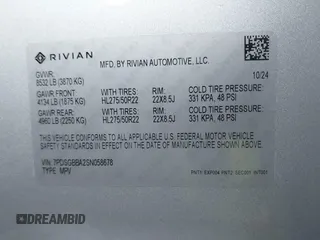 RIVIAN
MFD. BY RIVIAN AUTOMOTIVE, LLC.
GVWR: 10/24
8532 LB (3870 KG)
GAWR FRONT: WITH TIRES: RIM: COLD TIRE PRESSURE:
4134 LB (1875 KG) HL275/50R22 22X8.5J 331 KPA, 48 PSI
GAWR REAR: WITH TIRES: RIM: COLD TIRE PRESSURE:
4960 LB (2250 KG) HL275/50R22 22X8.5J 331 KPA, 48 PSI
THIS VEHICLE CONFORMS TO ALL APPLICABLE FEDERAL MOTOR VEHICLE
SAFETY STANDARDS IN EFFECT ON THE DATE OF MANUFACTURE SHOWN ABOVE.
VIN: 7PDSGBBA2SN058678
TYPE: MPV
DREAMBID